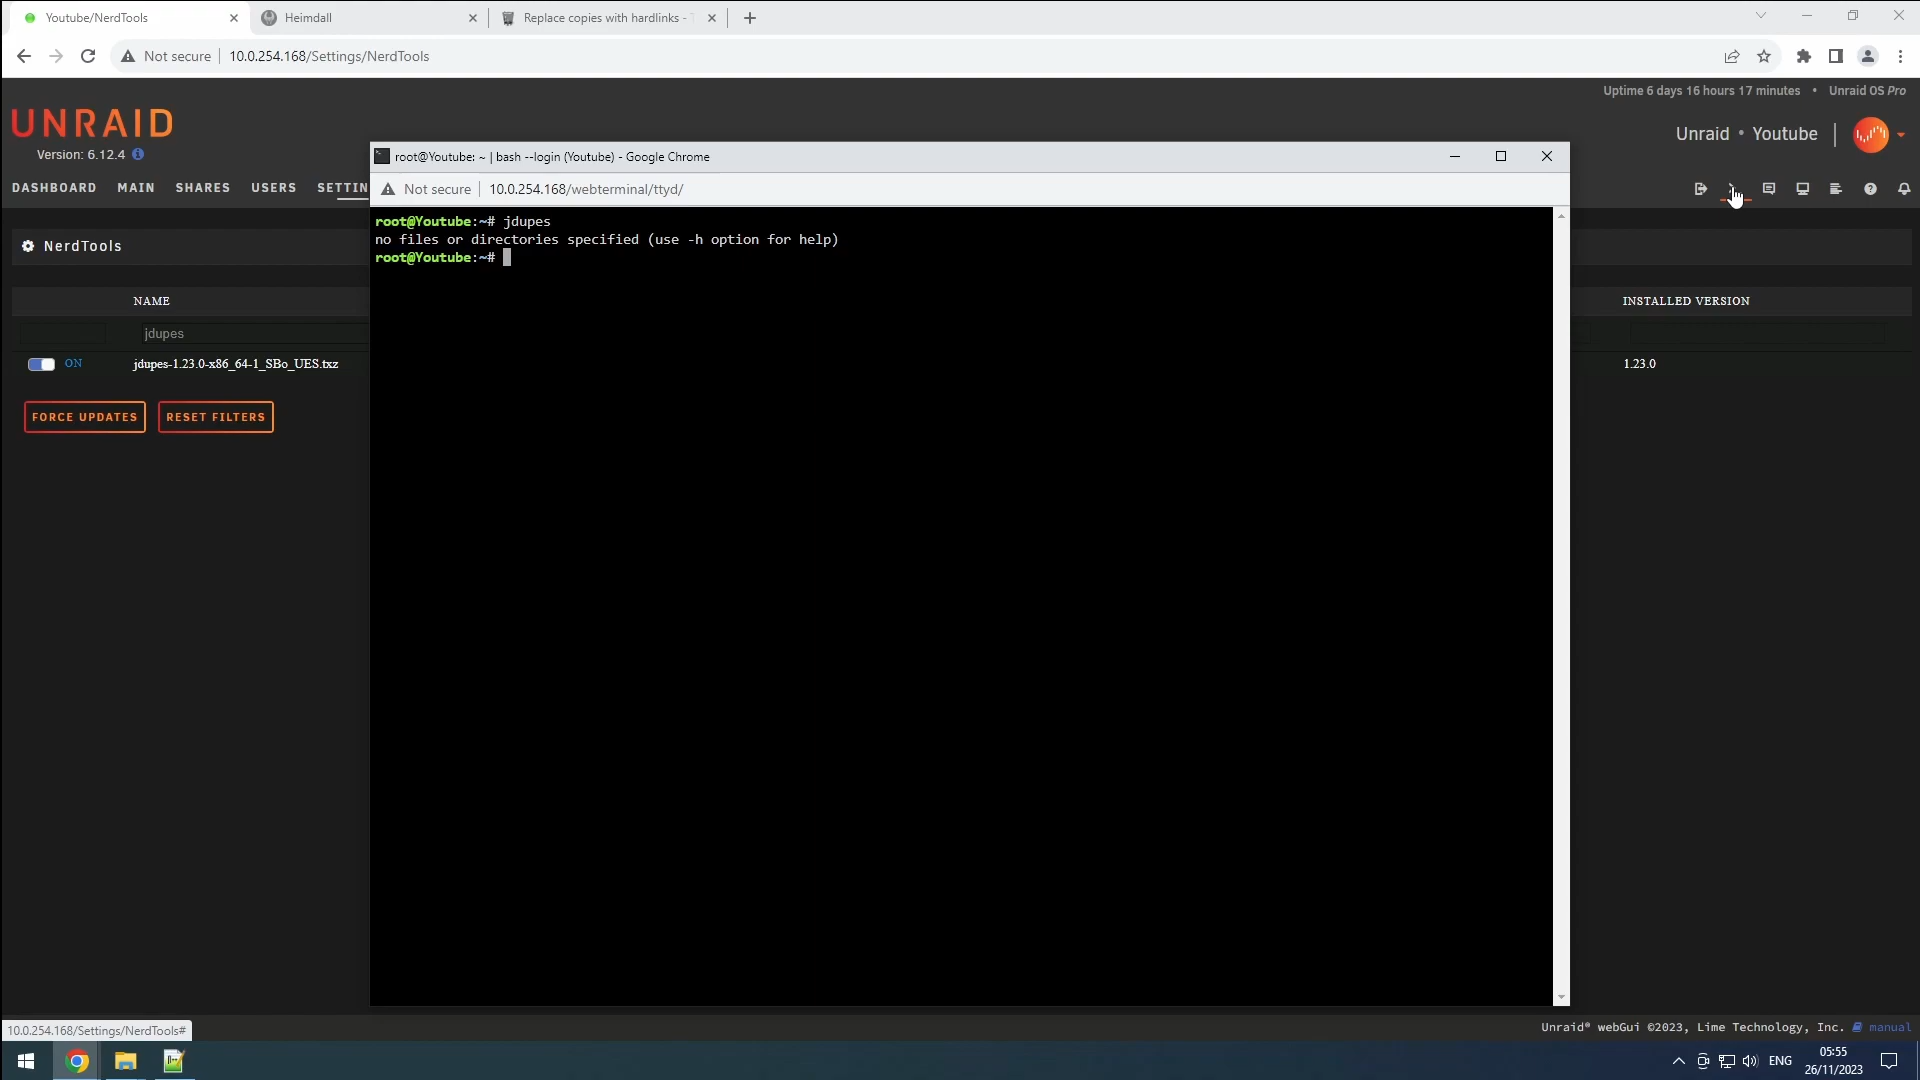 Youtube/NerdTools
Heimdall
Replace copies with hardlinks -
Not secure
10.0.254.168/Settings/NerdTools
Uptime 6 days 16 hours 17 minutes • Unraid OS Pro
UNRAID
Version: 6.12.4
Unraid • Youtube
DASHBOARD MAIN SHARES USERS SETTIN
root@Youtube: ~ | bash --login (Youtube) - Google Chrome
Not secure
10.0.254.168/webterminal/ttyd/
root@Youtube:~# jdupes
no files or directories specified (use -h option for help)
root@Youtube:~#
NerdTools
NAME
INSTALLED VERSION
jdupes
ON
jdupes-1.23.0-x86_64-1_SBo_UES.txz
1.23.0
FORCE UPDATES
RESET FILTERS
10.0.254.168/Settings/NerdTools#
Unraid® webGui ©2023, Lime Technology, Inc. manual
ENG
05:55
26/11/2023